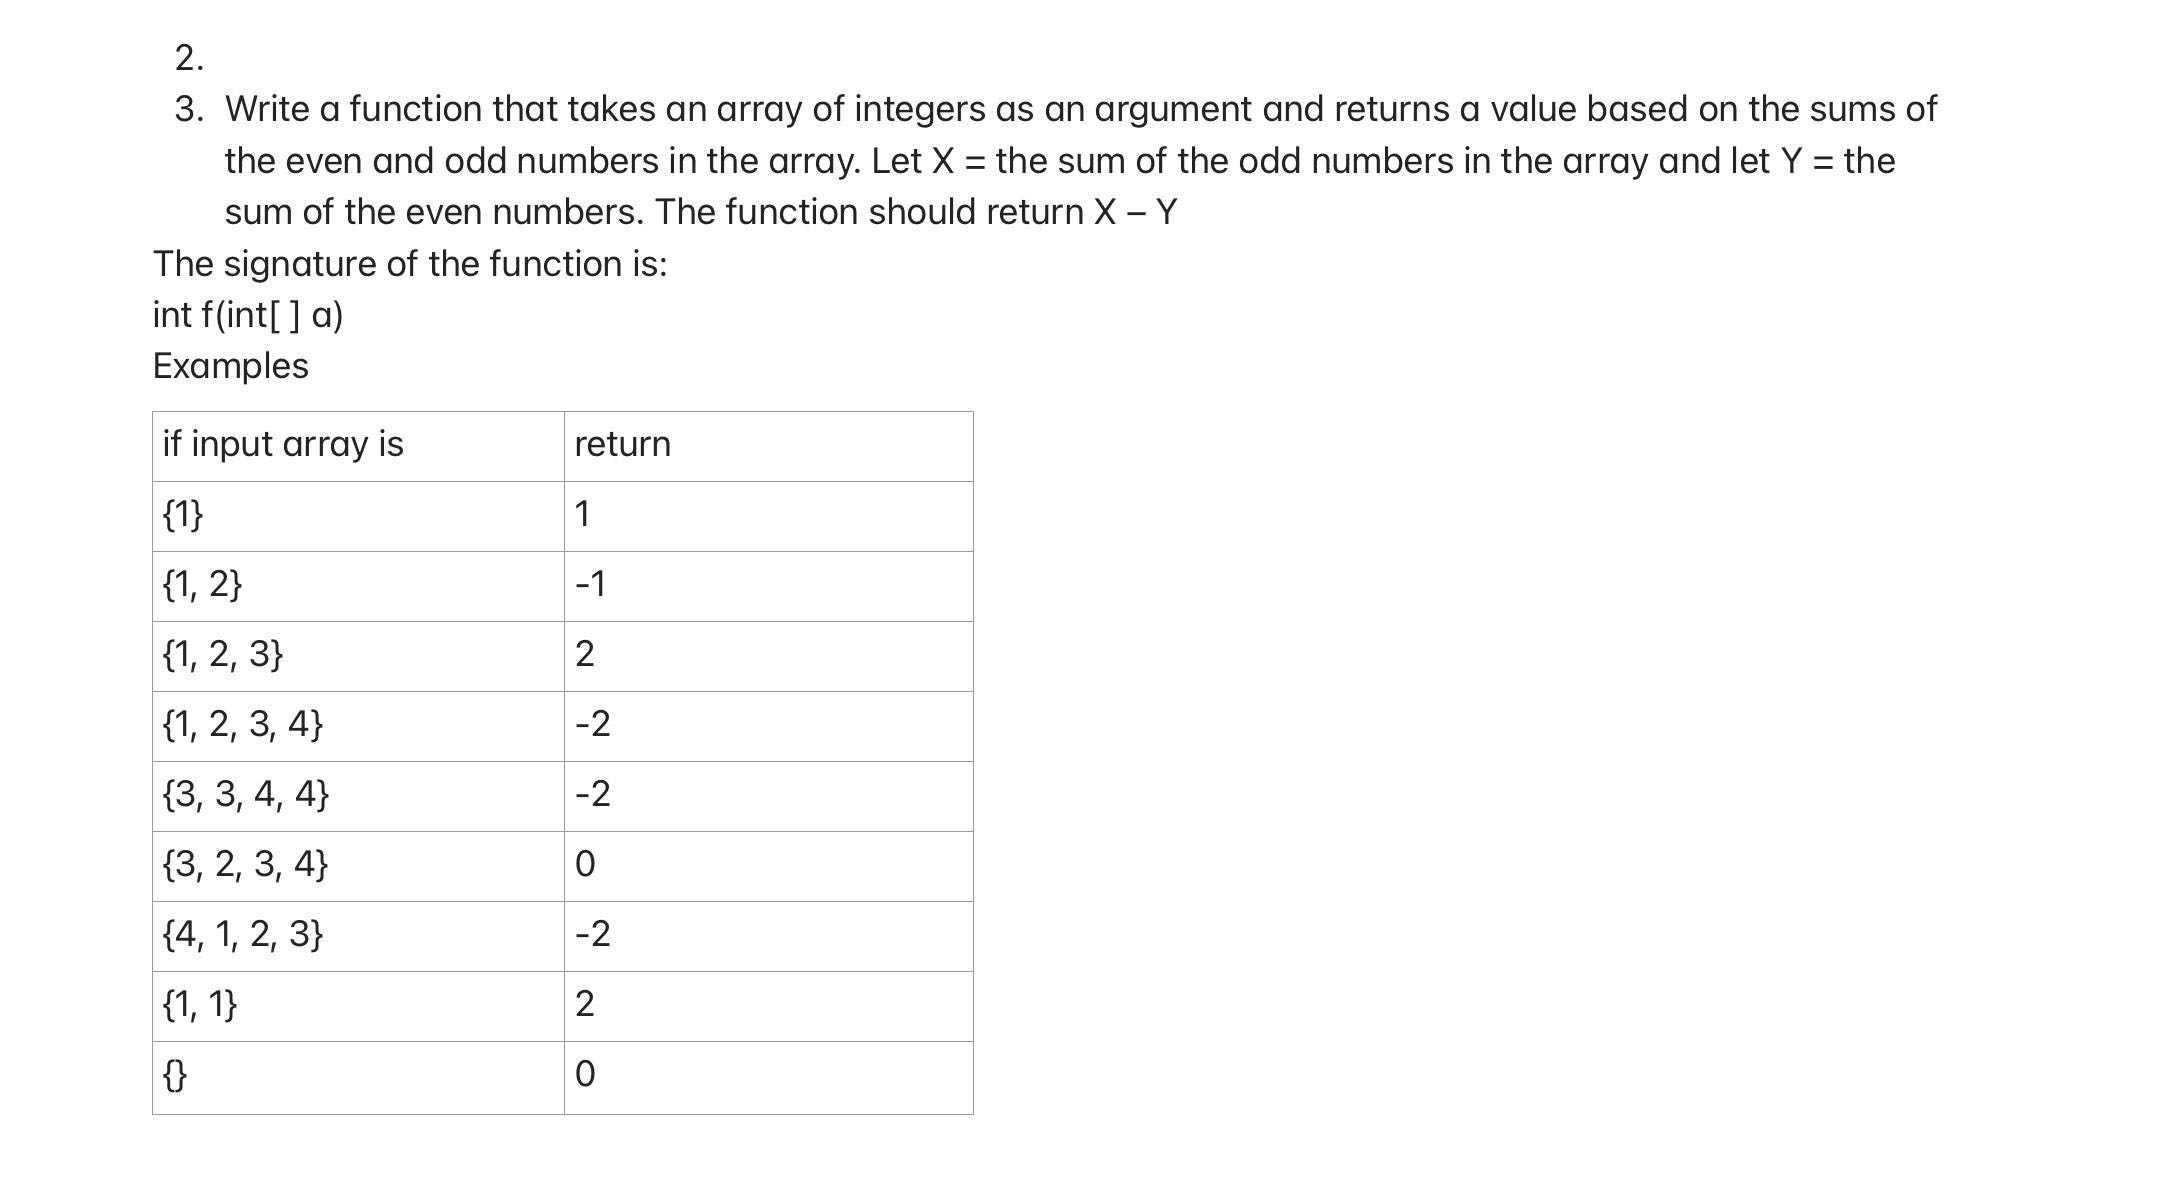 2.
3. Write a function that takes an array of integers as an argument and returns a value based on the sums of
the even and odd numbers in the array. Let X = the sum of the odd numbers in the array and let Y = the
sum of the even numbers. The function should return X – Y
The signature of the function is:
int f(int[ ] a)
Examples
if input array is return
{1} 1
{1, 2} -1
{1, 2, 3} 2
{1, 2, 3, 4} -2
{3, 3, 4, 4} -2
{3, 2, 3, 4} 0
{4, 1, 2, 3} -2
{1, 1} 2
{} 0